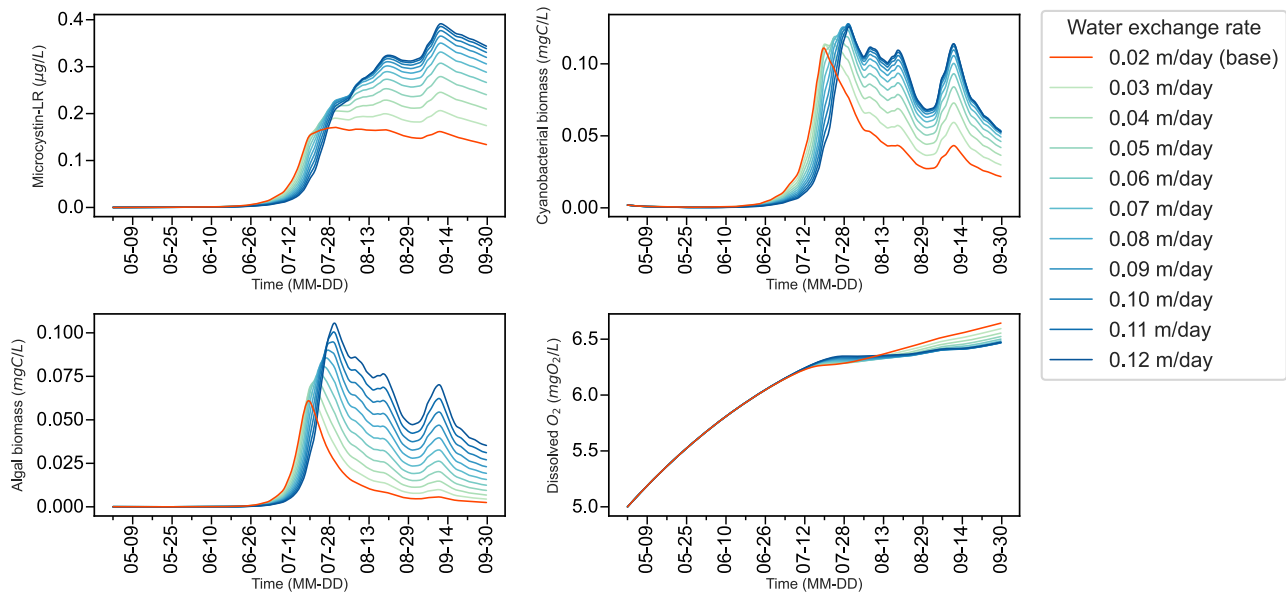 Microcystin-LR (μg/L)
0.4
0.3
0.2
0.1
0.0
05-09
05-25
06-10
06-26
07-12
07-28
08-13
08-29
09-14
09-30
Time (MM-DD)
Cyanobacterial biomass (mgC/L)
0.10
0.05
0.00
05-09
05-25
06-10
06-26
07-12
07-28
08-13
08-29
09-14
09-30
Time (MM-DD)
Water exchange rate
0.02 m/day (base)
0.03 m/day
0.04 m/day
0.05 m/day
0.06 m/day
0.07 m/day
0.08 m/day
0.09 m/day
0.10 m/day
0.11 m/day
0.12 m/day
Algal biomass (mgC/L)
0.100
0.075
0.050
0.025
0.000
05-09
05-25
06-10
06-26
07-12
07-28
08-13
08-29
09-14
09-30
Time (MM-DD)
Dissolved O₂ (mgO₂/L)
6.5
6.0
5.5
5.0
05-09
05-25
06-10
06-26
07-12
07-28
08-13
08-29
09-14
09-30
Time (MM-DD)